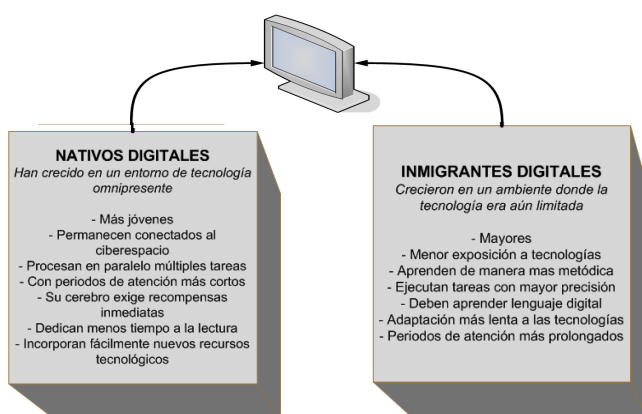 NATIVOS DIGITALES
Han crecido en un entorno de tecnología
omnipresente
- Más jóvenes
- Permanecen conectados al
ciberespacio
- Procesan en paralelo múltiples tareas
- Con periodos de atención más cortos
- Su cerebro exige recompensas
inmediatas
- Dedican menos tiempo a la lectura
- Incorporan fácilmente nuevos recursos
tecnológicos
INMIGRANTES DIGITALES
Crecieron en un ambiente donde la
tecnología era aún limitada
- Mayores
- Menor exposición a tecnologías
- Aprenden de manera mas metódica
- Ejecutan tareas con mayor precisión
- Deben aprender lenguaje digital
- Adaptación más lenta a las tecnologías
- Periodos de atención más prolongados